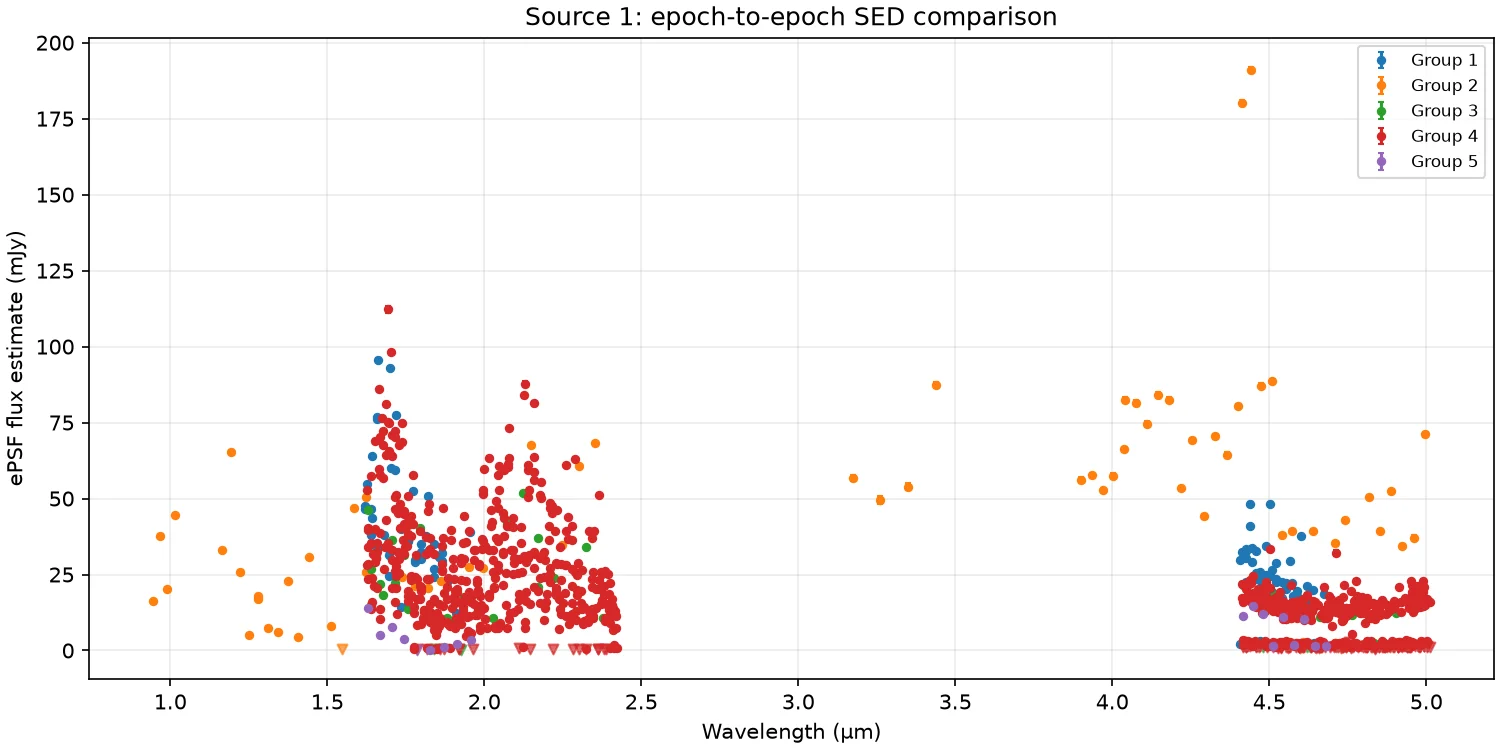 Source 1: epoch-to-epoch SED comparison
ePSF flux estimate (mJy)
200
175
150
125
100
75
50
25
0
Group 1
Group 2
Group 3
Group 4
Group 5
1.0 1.5 2.0 2.5 3.0 3.5 4.0 4.5 5.0
Wavelength (μm)